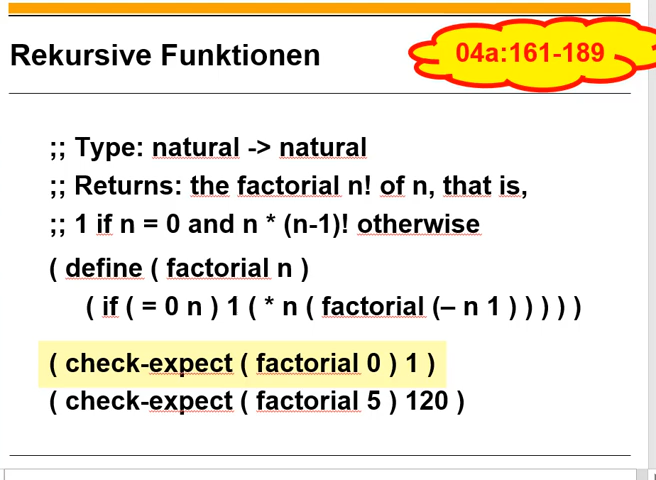 Rekursive Funktionen
04a:161-189
;; Type: natural -> natural
;; Returns: the factorial n! of n, that is,
;; 1 if n = 0 and n * (n-1)! otherwise
( define ( factorial n )
( if ( = 0 n ) 1 ( * n ( factorial (– n 1 ) ) ) ) )
( check-expect ( factorial 0 ) 1 )
( check-expect ( factorial 5 ) 120 )